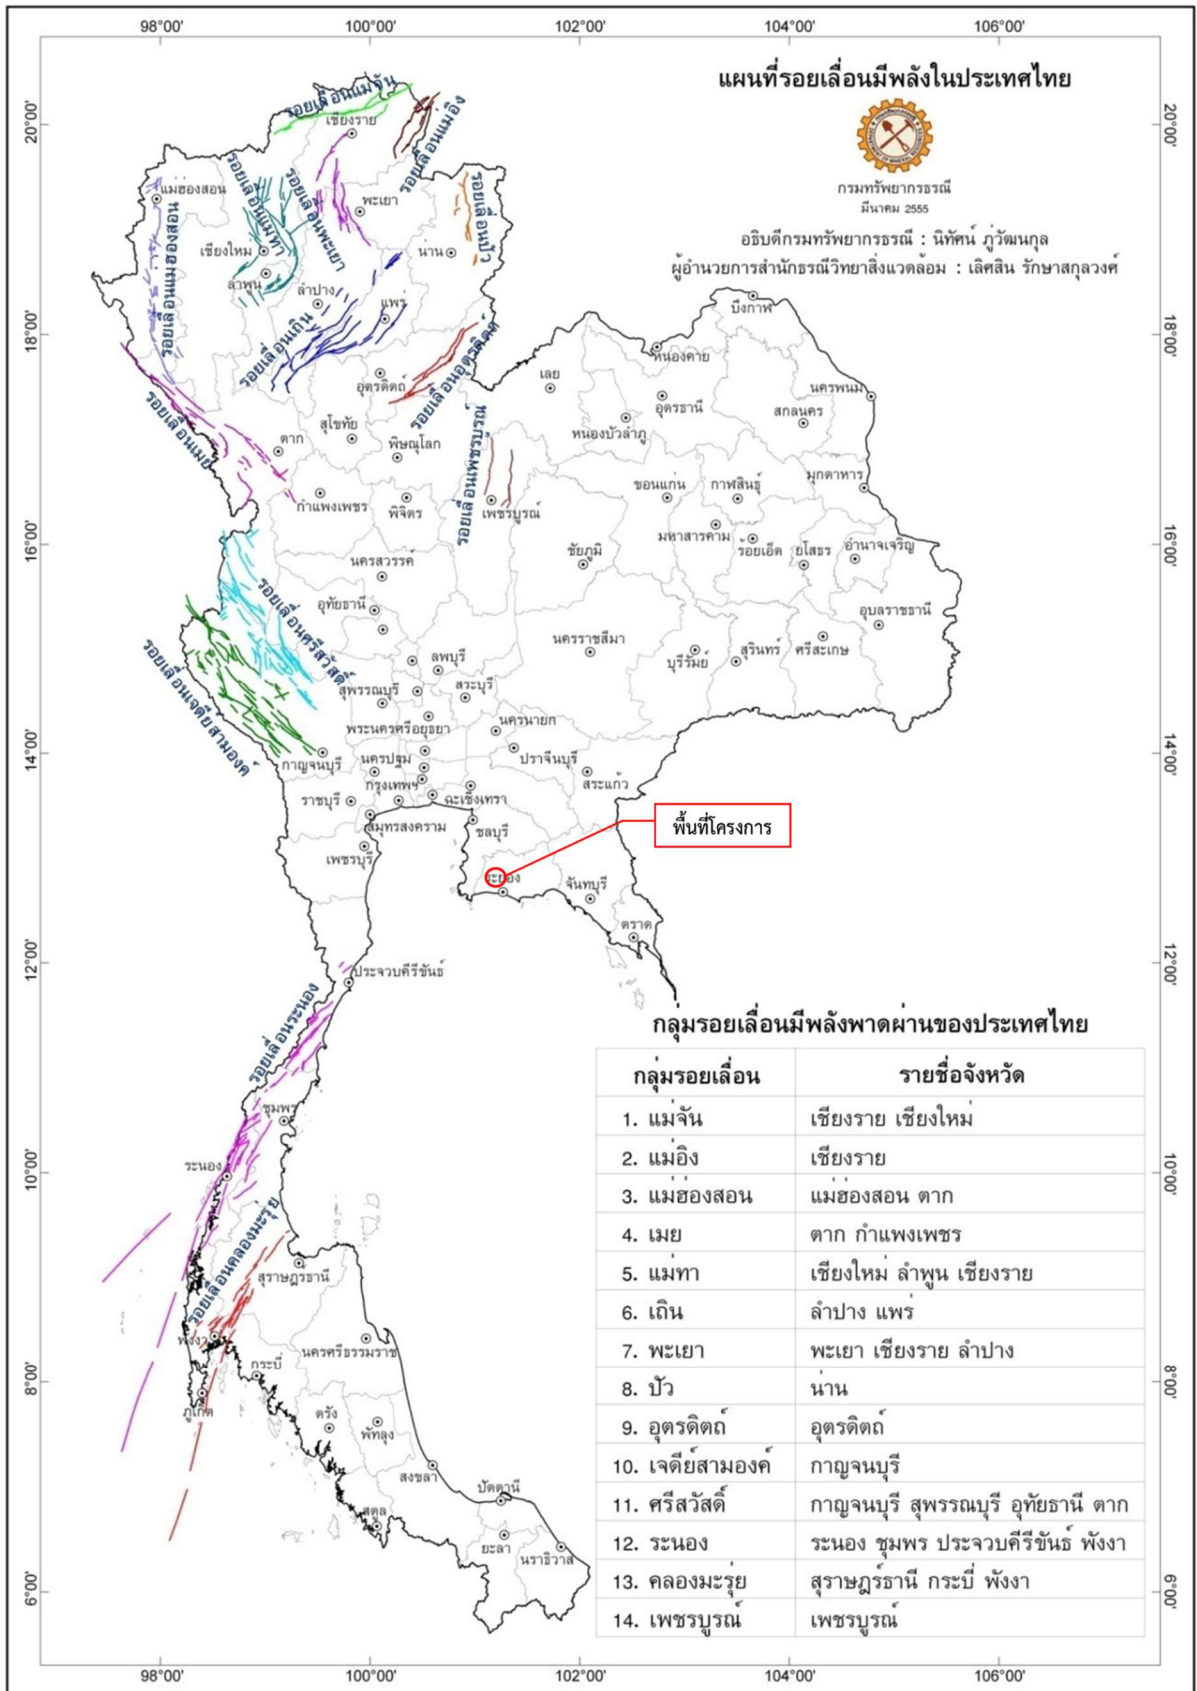 98°00' 100°00' 102°00' 104°00' 106°00'
แผนที่รอยเลื่อนมีพลังในประเทศไทย
กรมทรัพยากรธรณี
มีนาคม 2555
อธิบดีกรมทรัพยากรธรณี : นิทัศน์ ภู่วัฒนกุล
ผู้อำนวยการสำนักธรณีวิทยาสิ่งแวดล้อม : เลิศสิน รักษาสกุลวงศ์
20°00' 20°00'
18°00' 18°00'
16°00' 16°00'
14°00' 14°00'
12°00' 12°00'
10°00' 10°00'
8°00' 8°00'
6°00' 6°00'
รอยเลื่อนแม่จัน
เชียงราย
รอยเลื่อนแม่อิง
แม่ฮ่องสอน
รอยเลื่อนแม่ฮ่องสอน
รอยเลื่อนแม่ทา
รอยเลื่อนพะเยา
พะเยา
รอยเลื่อนปัว
เชียงใหม่
น่าน
ลำพูน
ลำปาง
แพร่
รอยเลื่อนเถิน
รอยเลื่อนอุตรดิตถ์
อุตรดิตถ์
รอยเลื่อนเมย
ตาก
สุโขทัย
พิษณุโลก
รอยเลื่อนเพชรบูรณ์
กำแพงเพชร
พิจิตร
เพชรบูรณ์
บึงกาฬ
หนองคาย
เลย
อุดรธานี
นครพนม
สกลนคร
หนองบัวลำภู
มุกดาหาร
ขอนแก่น
กาฬสินธุ์
มหาสารคาม
ร้อยเอ็ด
ยโสธร
อำนาจเจริญ
ชัยภูมิ
นครสวรรค์
อุทัยธานี
รอยเลื่อนศรีสวัสดิ์
รอยเลื่อนเจดีย์สามองค์
อุบลราชธานี
นครราชสีมา
บุรีรัมย์
สุรินทร์
ศรีสะเกษ
ลพบุรี
สุพรรณบุรี
สระบุรี
พระนครศรีอยุธยา
นครนายก
กาญจนบุรี
นครปฐม
ปราจีนบุรี
สระแก้ว
กรุงเทพฯ
ราชบุรี
ฉะเชิงเทรา
สมุทรสงคราม
ชลบุรี
เพชรบุรี
พื้นที่โครงการ
ระยอง
จันทบุรี
ตราด
ประจวบคีรีขันธ์
รอยเลื่อนระนอง
ชุมพร
ระนอง
รอยเลื่อนคลองมะรุ่ย
สุราษฎร์ธานี
พังงา
นครศรีธรรมราช
กระบี่
ภูเก็ต
ตรัง
พัทลุง
สงขลา
ปัตตานี
สตูล
ยะลา
นราธิวาส
กลุ่มรอยเลื่อนมีพลังพาดผ่านของประเทศไทย
กลุ่มรอยเลื่อน รายชื่อจังหวัด
1. แม่จัน เชียงราย เชียงใหม่
2. แม่อิง เชียงราย
3. แม่ฮ่องสอน แม่ฮ่องสอน ตาก
4. เมย ตาก กำแพงเพชร
5. แม่ทา เชียงใหม่ ลำพูน เชียงราย
6. เถิน ลำปาง แพร่
7. พะเยา พะเยา เชียงราย ลำปาง
8. ปัว น่าน
9. อุตรดิตถ์ อุตรดิตถ์
10. เจดีย์สามองค์ กาญจนบุรี
11. ศรีสวัสดิ์ กาญจนบุรี สุพรรณบุรี อุทัยธานี ตาก
12. ระนอง ระนอง ชุมพร ประจวบคีรีขันธ์ พังงา
13. คลองมะรุ่ย สุราษฎร์ธานี กระบี่ พังงา
14. เพชรบูรณ์ เพชรบูรณ์
98°00' 100°00' 102°00' 104°00' 106°00'